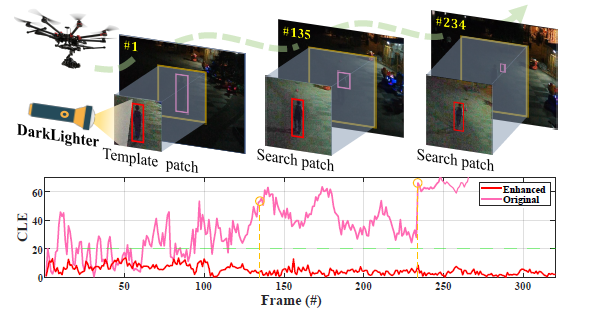 #1
#135
#234
DarkLighter
Template patch
Search patch
Search patch
CLE
60
40
20
0
Enhanced
Original
50
100
150
200
250
300
Frame (#)